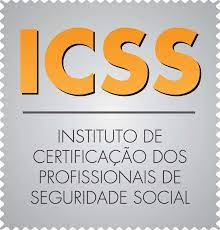 ICSS
INSTITUTO DE
CERTIFICAÇÃO DOS
PROFISSIONAIS DE
SEGURIDADE SOCIAL